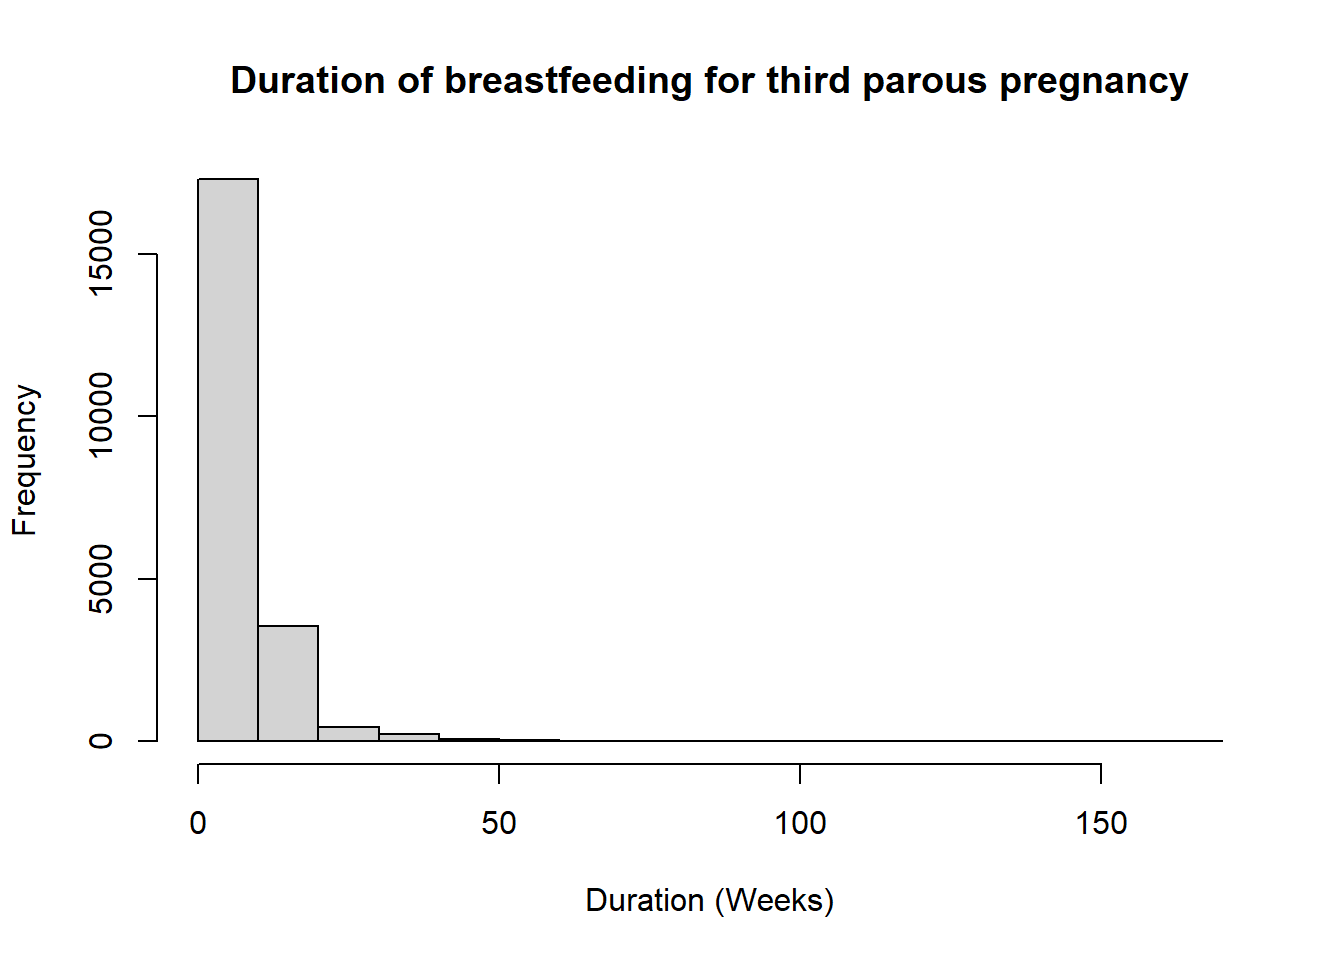 Duration of breastfeeding for third parous pregnancy
15000
10000
5000
0
Frequency
0 50 100 150
Duration (Weeks)